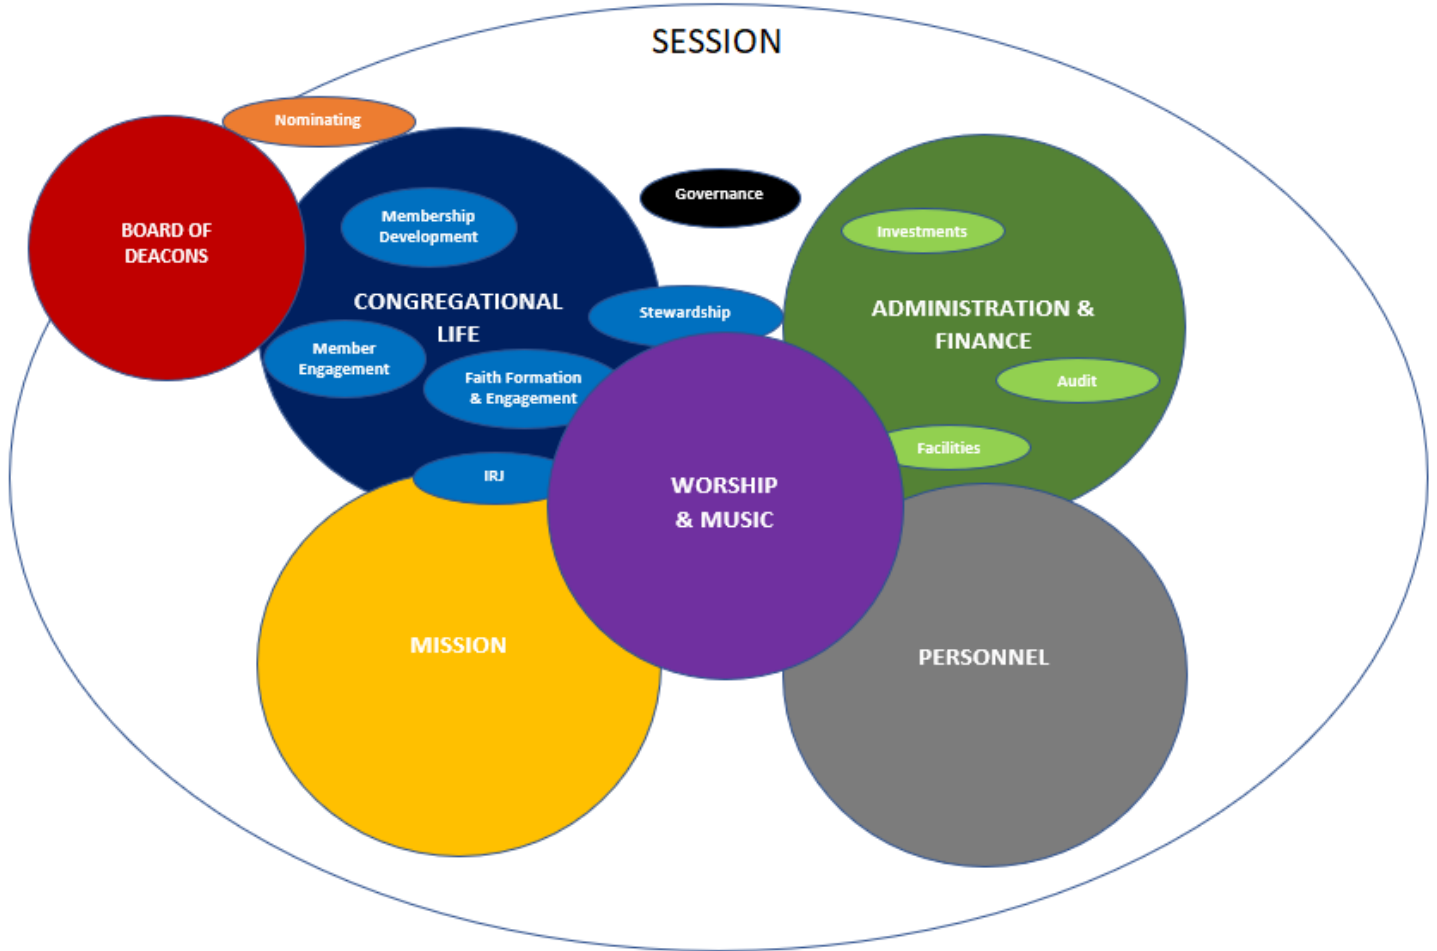 SESSION
Nominating
BOARD OF
DEACONS
Membership
Development
CONGREGATIONAL
LIFE
Member
Engagement
Faith Formation
& Engagement
IRJ
Governance
Stewardship
Investments
ADMINISTRATION &
FINANCE
Audit
Facilities
WORSHIP
& MUSIC
MISSION
PERSONNEL